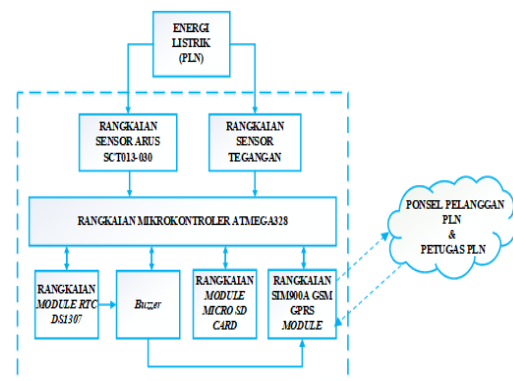 ENERGI
LISTRIK
(PLN)
RANGKAIAN
SENSOR ARUS
SCT013-030
RANGKAIAN
SENSOR
TEGANGAN
RANGKAIAN MIKROKONTROLER ATMEGA328
PONSEL PELANGGAN
PLN
&
PETUGAS PLN
RANGKAIAN
MODULE RTC
DS1307
Buzzer
RANGKAIAN
MODULE
MICRO SD
CARD
RANGKAIAN
SIM900A GSM
GPRS
MODULE